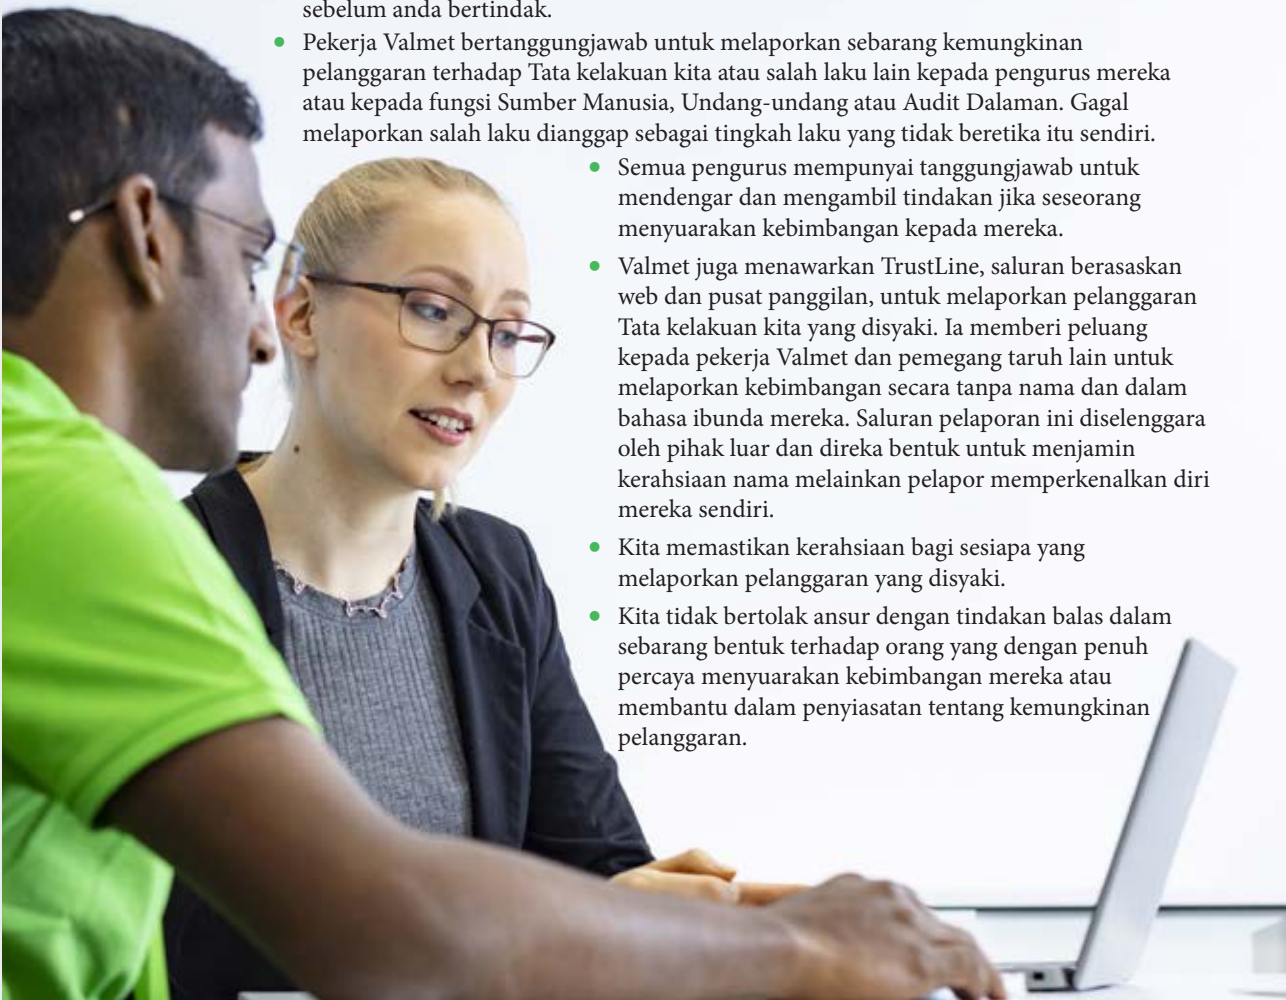 sebelum anda bertindak.
• Pekerja Valmet bertanggungjawab untuk melaporkan sebarang kemungkinan
pelanggaran terhadap Tata kelakuan kita atau salah laku lain kepada pengurus mereka
atau kepada fungsi Sumber Manusia, Undang-undang atau Audit Dalaman. Gagal
melaporkan salah laku dianggap sebagai tingkah laku yang tidak beretika itu sendiri.
• Semua pengurus mempunyai tanggungjawab untuk
mendengar dan mengambil tindakan jika seseorang
menyuarakan kebimbangan kepada mereka.
• Valmet juga menawarkan TrustLine, saluran berasaskan
web dan pusat panggilan, untuk melaporkan pelanggaran
Tata kelakuan kita yang disyaki. Ia memberi peluang
kepada pekerja Valmet dan pemegang taruh lain untuk
melaporkan kebimbangan secara tanpa nama dan dalam
bahasa ibunda mereka. Saluran pelaporan ini diselenggara
oleh pihak luar dan direka bentuk untuk menjamin
kerahsiaan nama melainkan pelapor memperkenalkan diri
mereka sendiri.
• Kita memastikan kerahsiaan bagi sesiapa yang
melaporkan pelanggaran yang disyaki.
• Kita tidak bertolak ansur dengan tindakan balas dalam
sebarang bentuk terhadap orang yang dengan penuh
percaya menyuarakan kebimbangan mereka atau
membantu dalam penyiasatan tentang kemungkinan
pelanggaran.